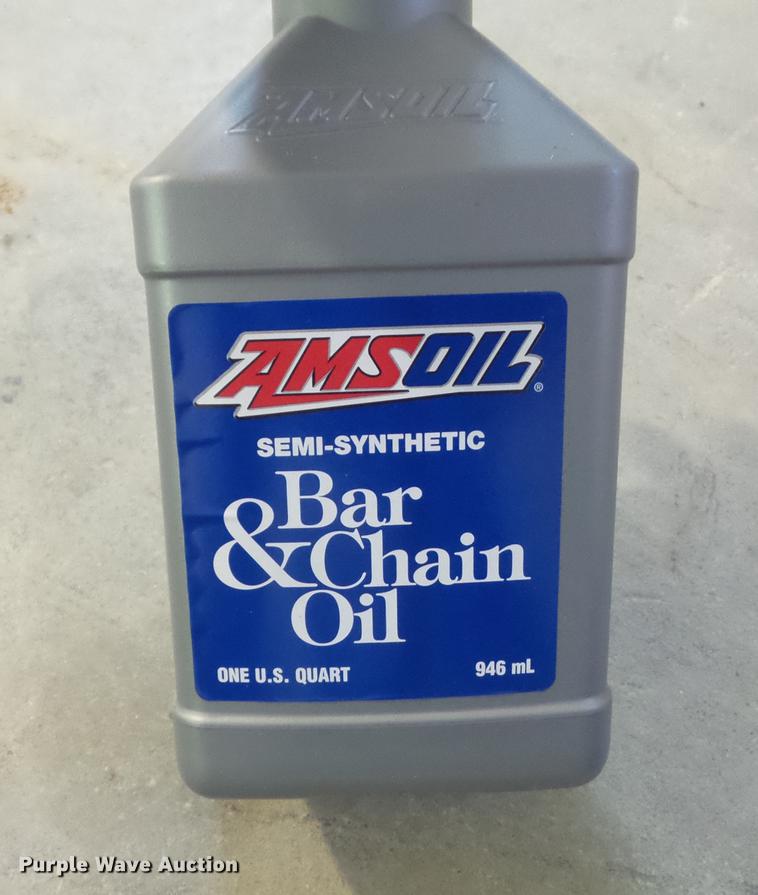 AMSOIL
AMSOIL®
SEMI-SYNTHETIC
Bar
& Chain
Oil
ONE U.S. QUART 946 mL
Purple Wave Auction